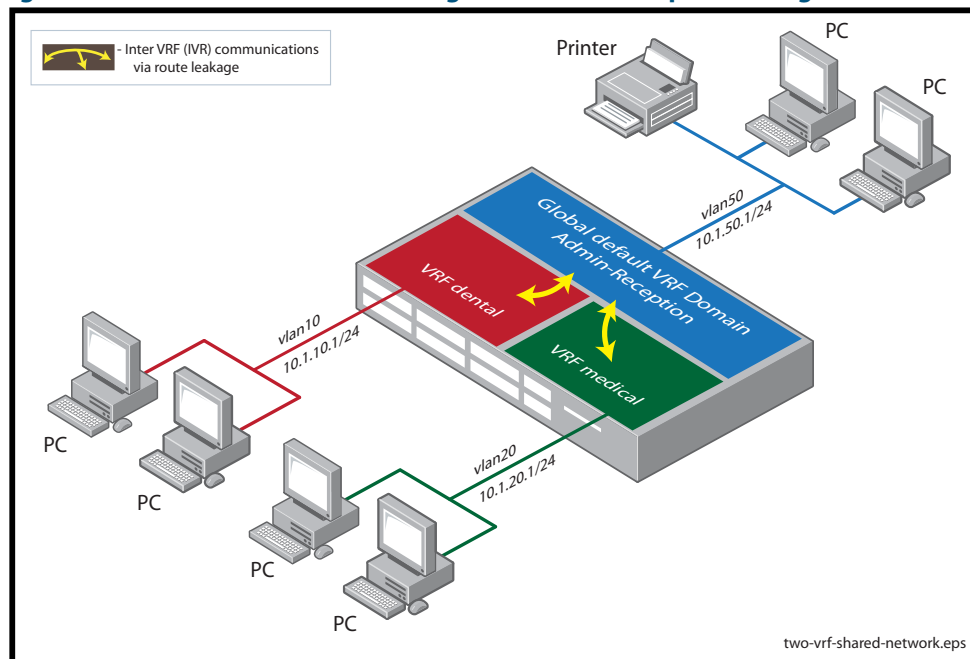 - Inter VRF (IVR) communications
via route leakage
Printer
PC
PC
vlan50
10.1.50.1/24
Global default VRF Domain
Admin-Reception
VRF dental
VRF medical
vlan10
10.1.10.1/24
PC
PC
vlan20
10.1.20.1/24
PC
PC
two-vrf-shared-network.eps